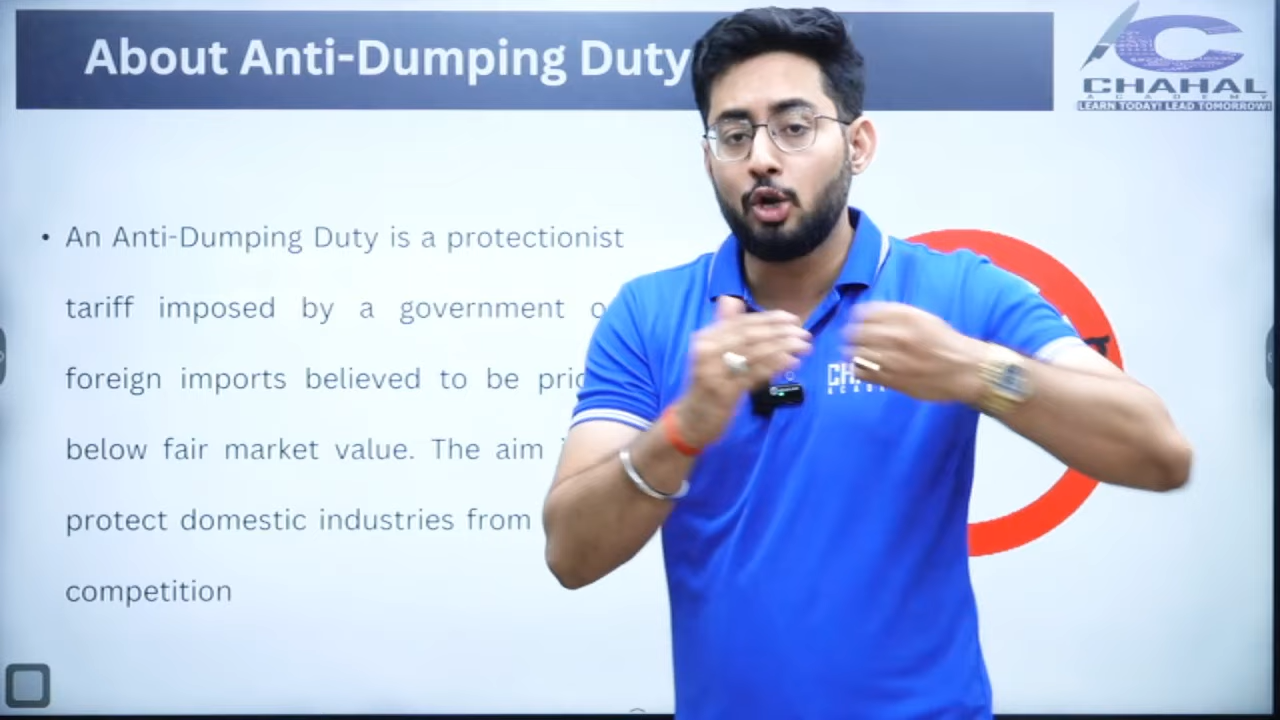 About Anti-Dumping Duty
CHAHAL
ACADEMY
LEARN TODAY! LEAD TOMORROW!
• An Anti-Dumping Duty is a protectionist
tariff imposed by a government
foreign imports believed to be
below fair market value. The aim
protect domestic industries from
competition